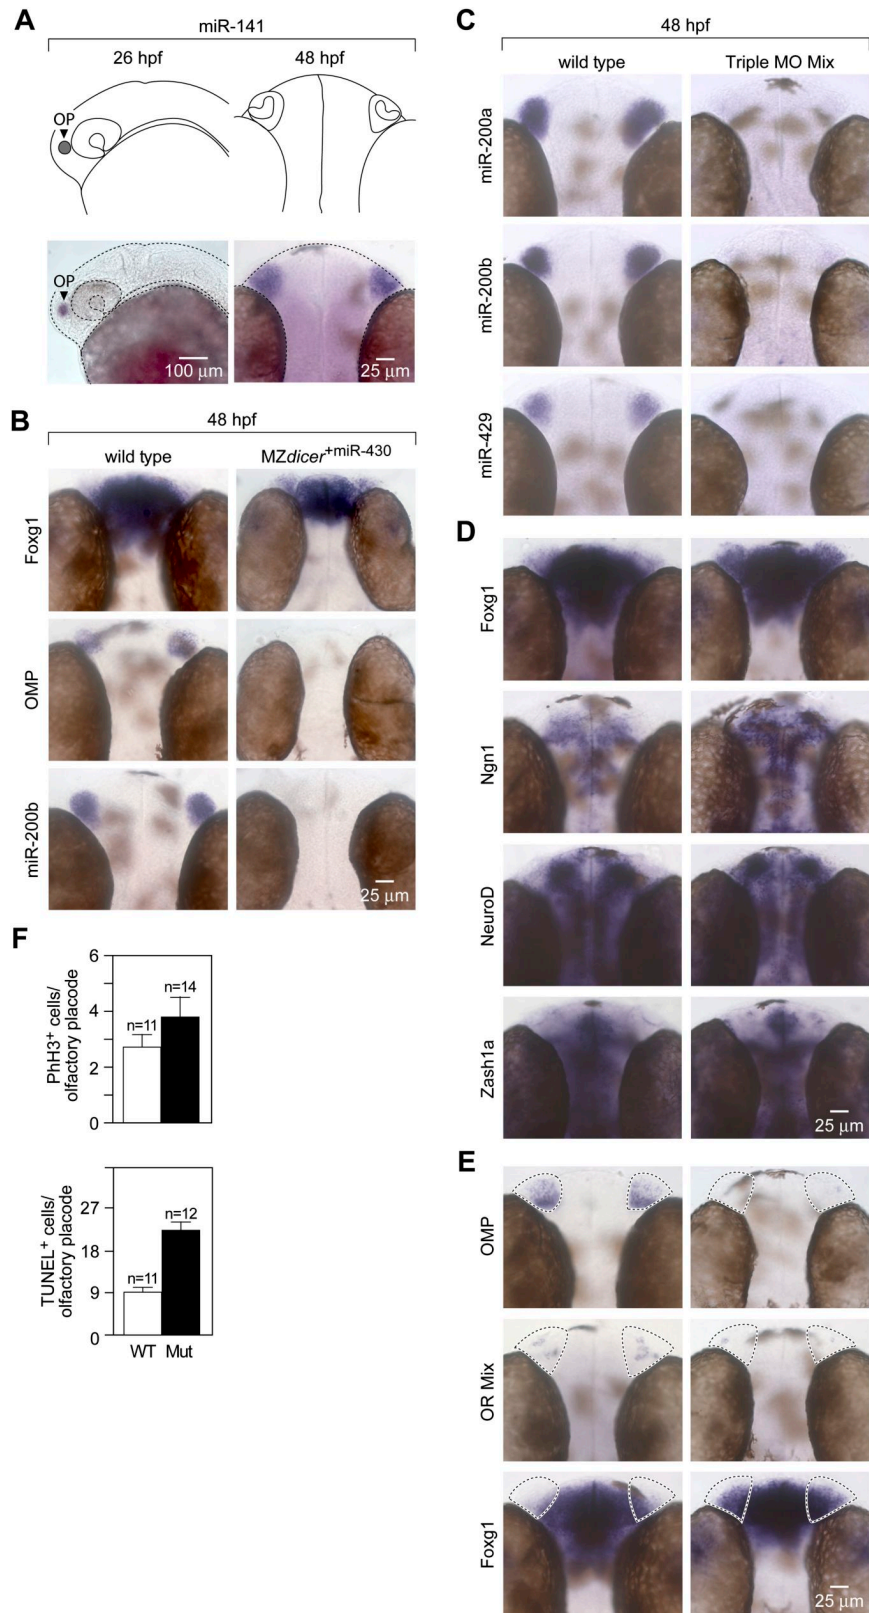 A
miR-141
26 hpf
48 hpf
OP
OP
100 μm
25 μm
B
48 hpf
wild type
MZdicer+miR-430
Foxg1
OMP
miR-200b
25 μm
F
6
4
2
0
n=11
n=14
PhH3+ cells/
olfactory placode
27
18
9
0
n=11
n=12
TUNEL+ cells/
olfactory placode
WT
Mut
C
48 hpf
wild type
Triple MO Mix
miR-200a
miR-200b
miR-429
D
Foxg1
Ngn1
NeuroD
Zash1a
25 μm
E
OMP
OR Mix
Foxg1
25 μm